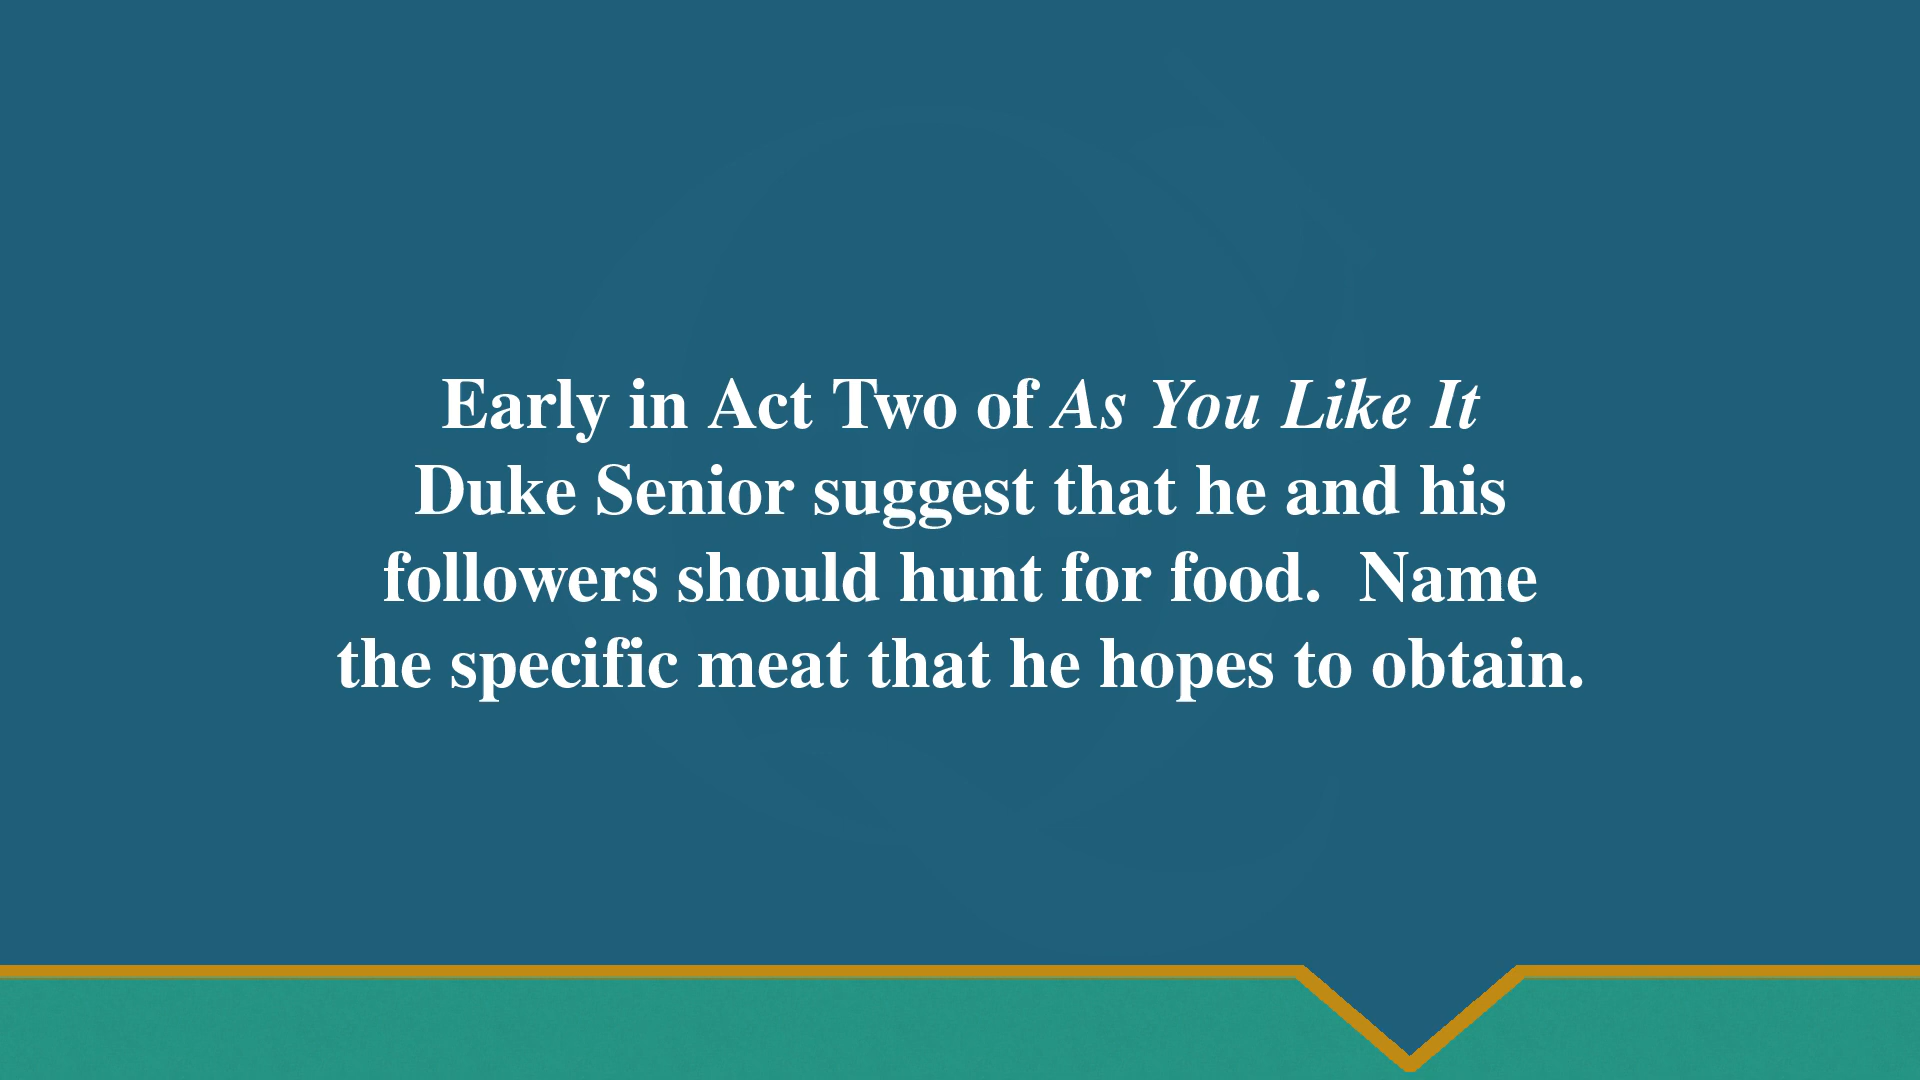 Early in Act Two of As You Like It
Duke Senior suggest that he and his
followers should hunt for food.  Name
the specific meat that he hopes to obtain.